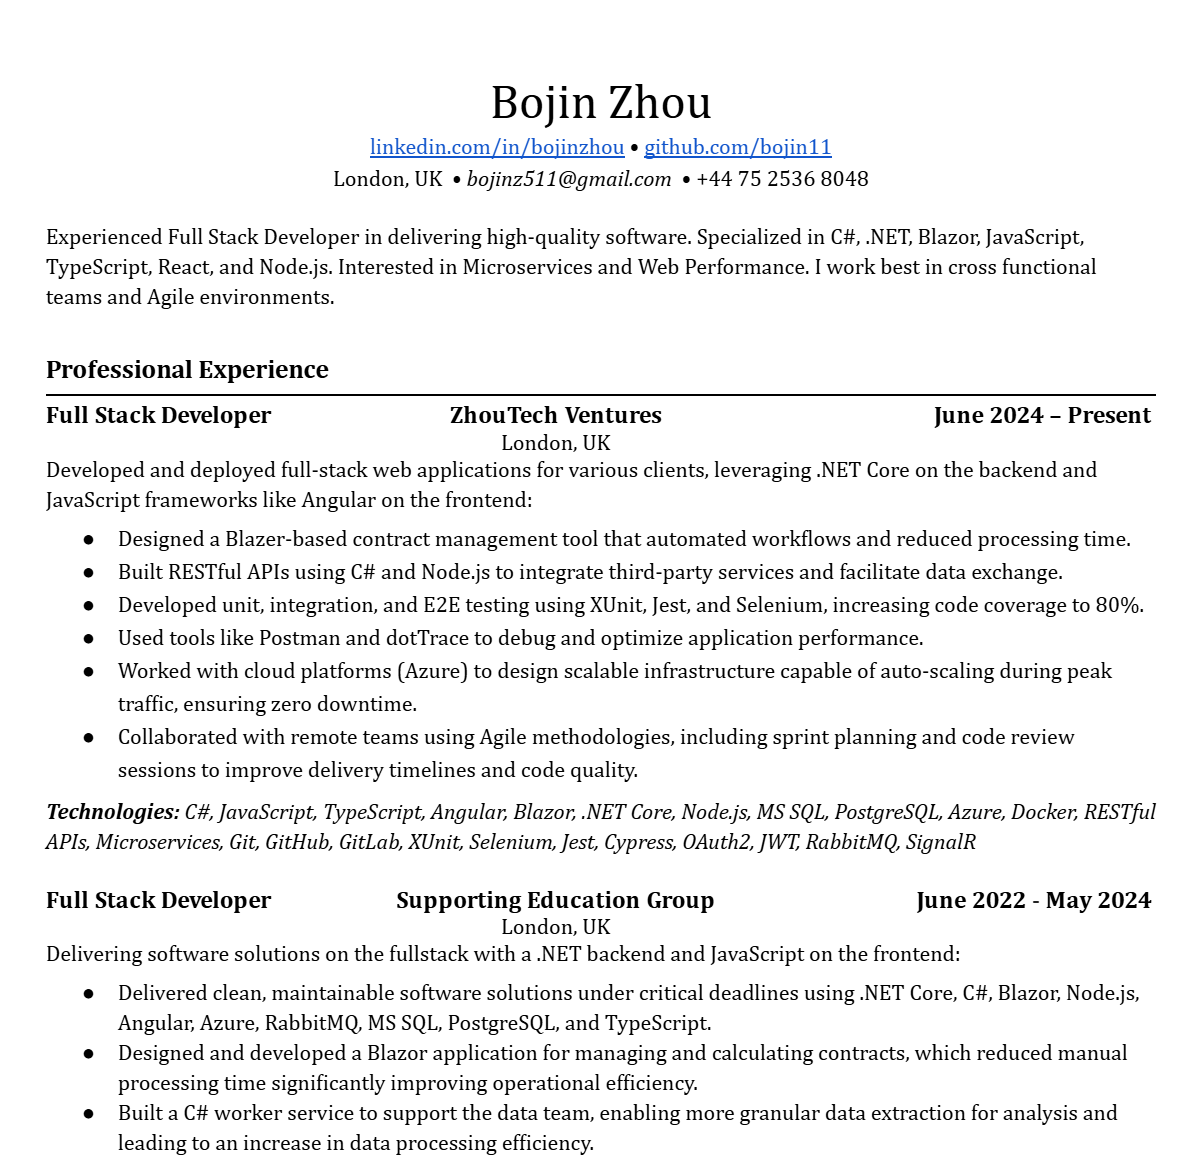 Bojin Zhou
linkedin.com/in/bojinzhou • github.com/bojin11
London, UK • bojinz511@gmail.com • +44 75 2536 8048
Experienced Full Stack Developer in delivering high-quality software. Specialized in C#, .NET, Blazor, JavaScript,
TypeScript, React, and Node.js. Interested in Microservices and Web Performance. I work best in cross functional
teams and Agile environments.
Professional Experience
Full Stack Developer ZhouTech Ventures June 2024 – Present
London, UK
Developed and deployed full-stack web applications for various clients, leveraging .NET Core on the backend and
JavaScript frameworks like Angular on the frontend:
● Designed a Blazer-based contract management tool that automated workflows and reduced processing time.
● Built RESTful APIs using C# and Node.js to integrate third-party services and facilitate data exchange.
● Developed unit, integration, and E2E testing using XUnit, Jest, and Selenium, increasing code coverage to 80%.
● Used tools like Postman and dotTrace to debug and optimize application performance.
● Worked with cloud platforms (Azure) to design scalable infrastructure capable of auto-scaling during peak
traffic, ensuring zero downtime.
● Collaborated with remote teams using Agile methodologies, including sprint planning and code review
sessions to improve delivery timelines and code quality.
Technologies: C#, JavaScript, TypeScript, Angular, Blazor, .NET Core, Node.js, MS SQL, PostgreSQL, Azure, Docker, RESTful
APIs, Microservices, Git, GitHub, GitLab, XUnit, Selenium, Jest, Cypress, OAuth2, JWT, RabbitMQ, SignalR
Full Stack Developer Supporting Education Group June 2022 - May 2024
London, UK
Delivering software solutions on the fullstack with a .NET backend and JavaScript on the frontend:
● Delivered clean, maintainable software solutions under critical deadlines using .NET Core, C#, Blazor, Node.js,
Angular, Azure, RabbitMQ, MS SQL, PostgreSQL, and TypeScript.
● Designed and developed a Blazor application for managing and calculating contracts, which reduced manual
processing time significantly improving operational efficiency.
● Built a C# worker service to support the data team, enabling more granular data extraction for analysis and
leading to an increase in data processing efficiency.